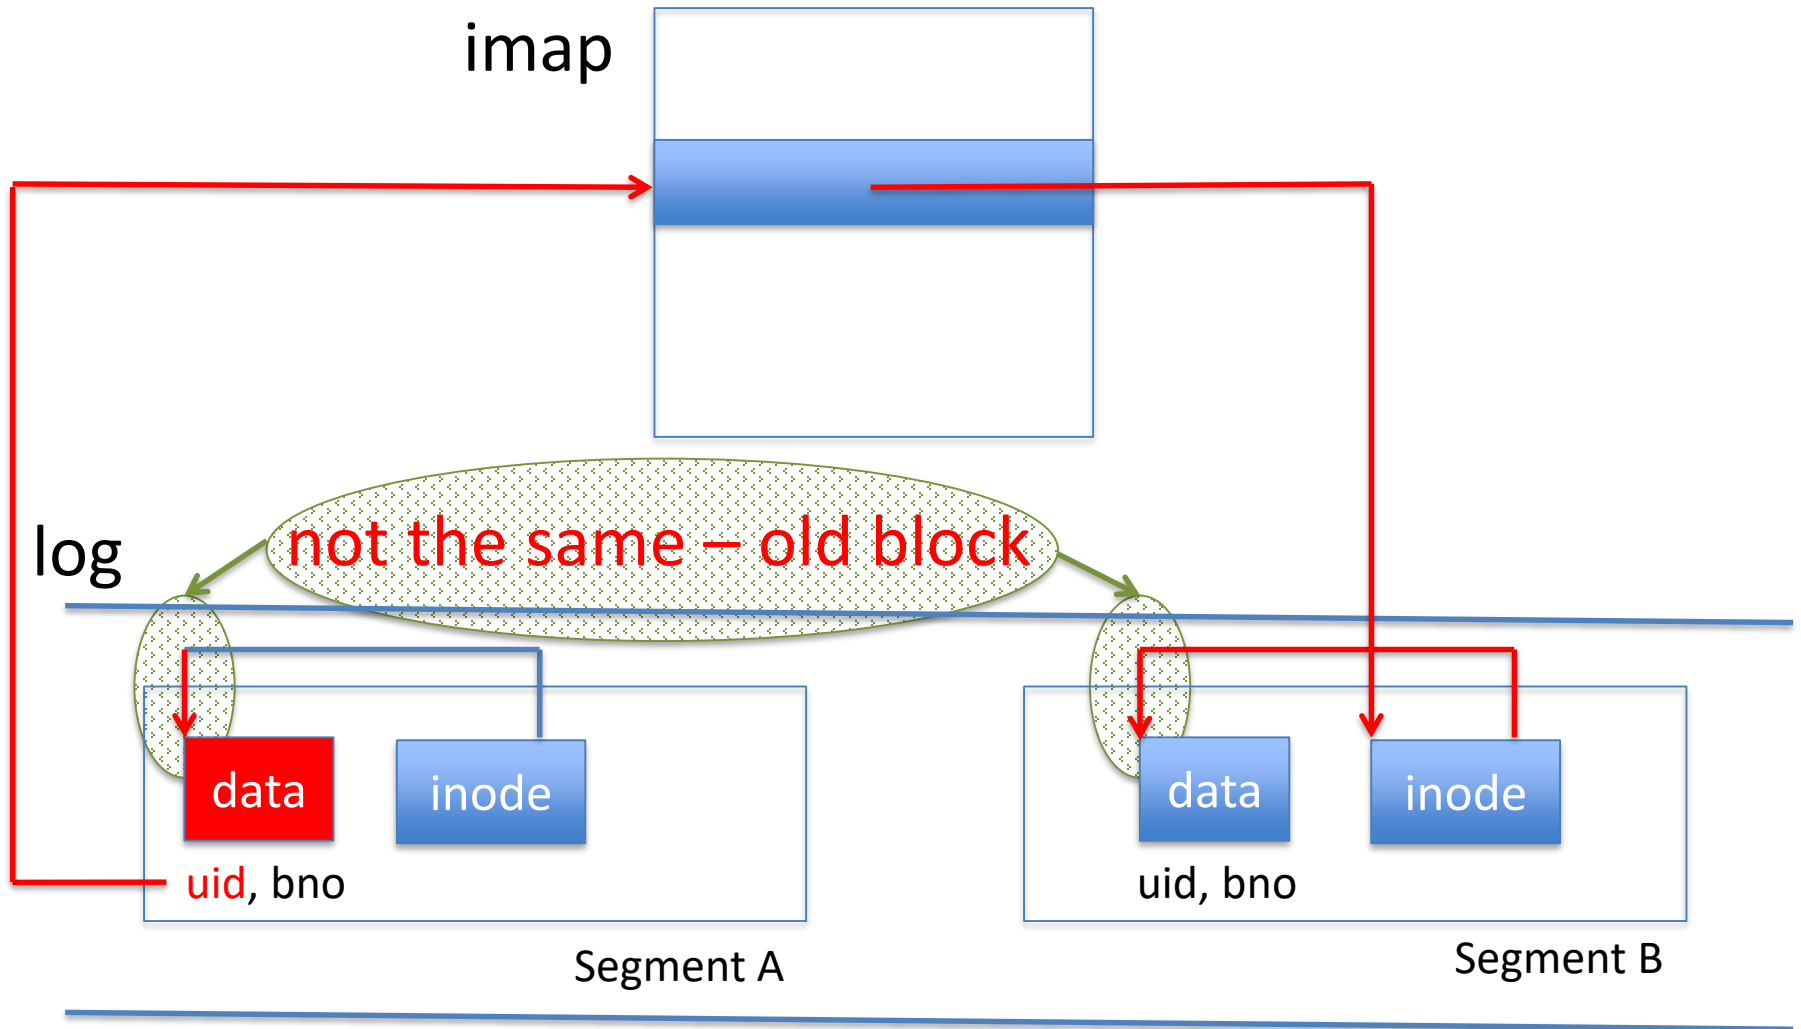 imap
not the same – old block
log
data
inode
data
inode
uid, bno
uid, bno
Segment A
Segment B